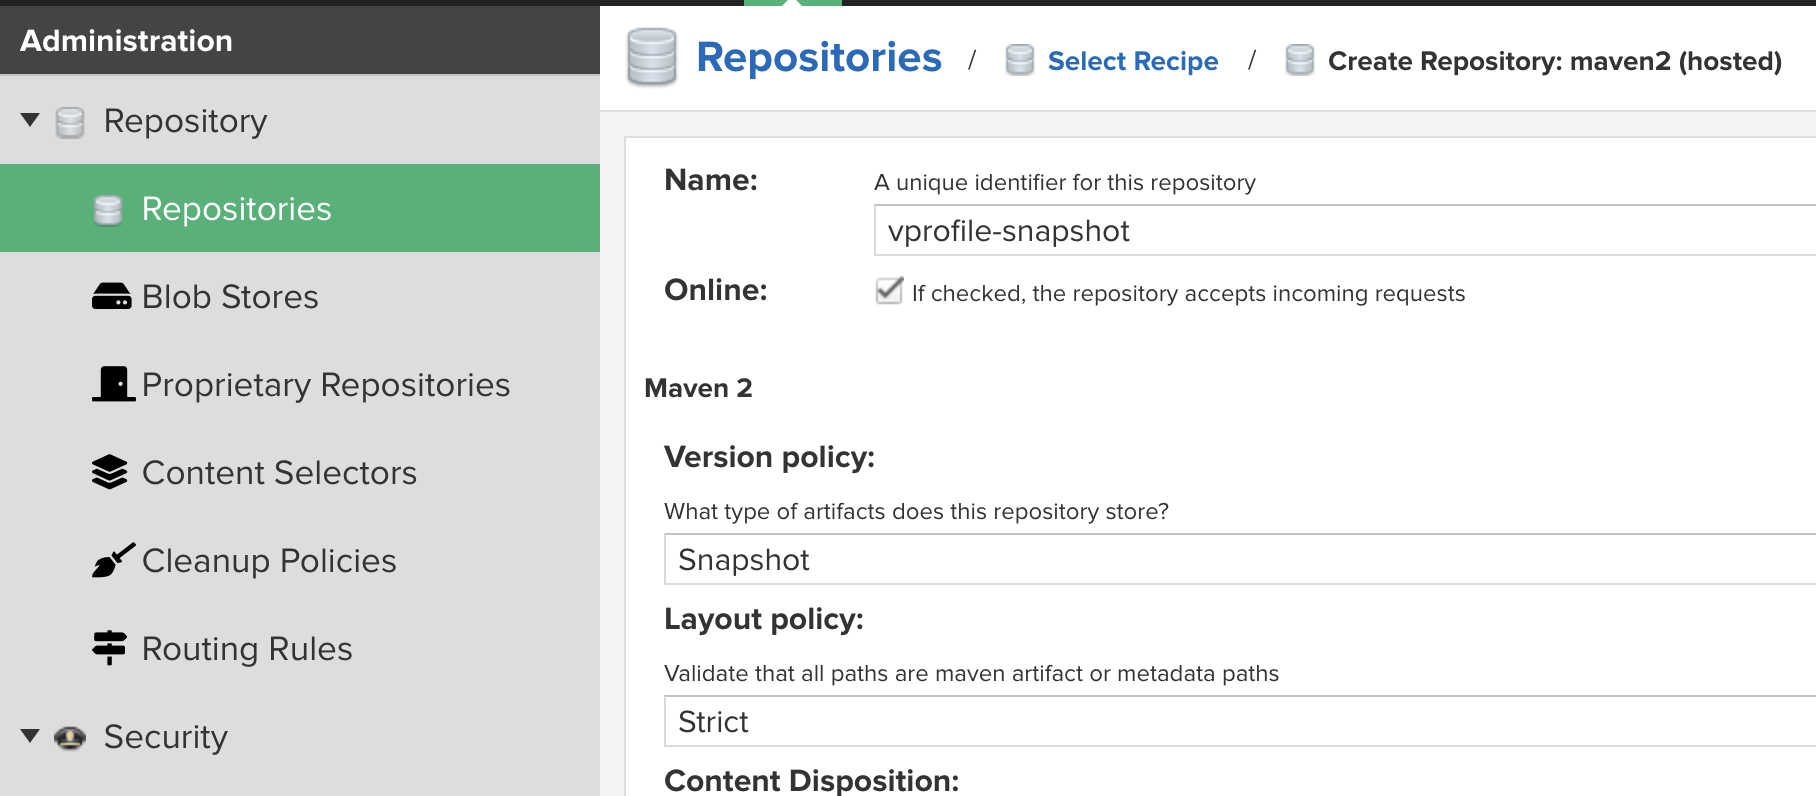 Administration
Repository
Repositories
Blob Stores
Proprietary Repositories
Content Selectors
Cleanup Policies
Routing Rules
Security
Repositories / Select Recipe / Create Repository: maven2 (hosted)
Name: A unique identifier for this repository
vprofile-snapshot
Online: If checked, the repository accepts incoming requests
Maven 2
Version policy:
What type of artifacts does this repository store?
Snapshot
Layout policy:
Validate that all paths are maven artifact or metadata paths
Strict
Content Disposition: